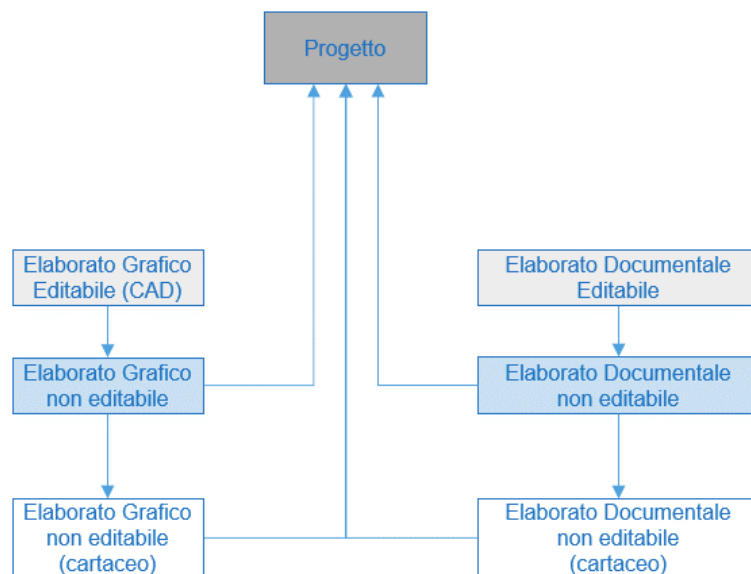 Progetto
Elaborato Grafico
Editabile (CAD)
Elaborato Documentale
Editabile
Elaborato Grafico
non editabile
Elaborato Documentale
non editabile
Elaborato Grafico
non editabile
(cartaceo)
Elaborato Documentale
non editabile
(cartaceo)